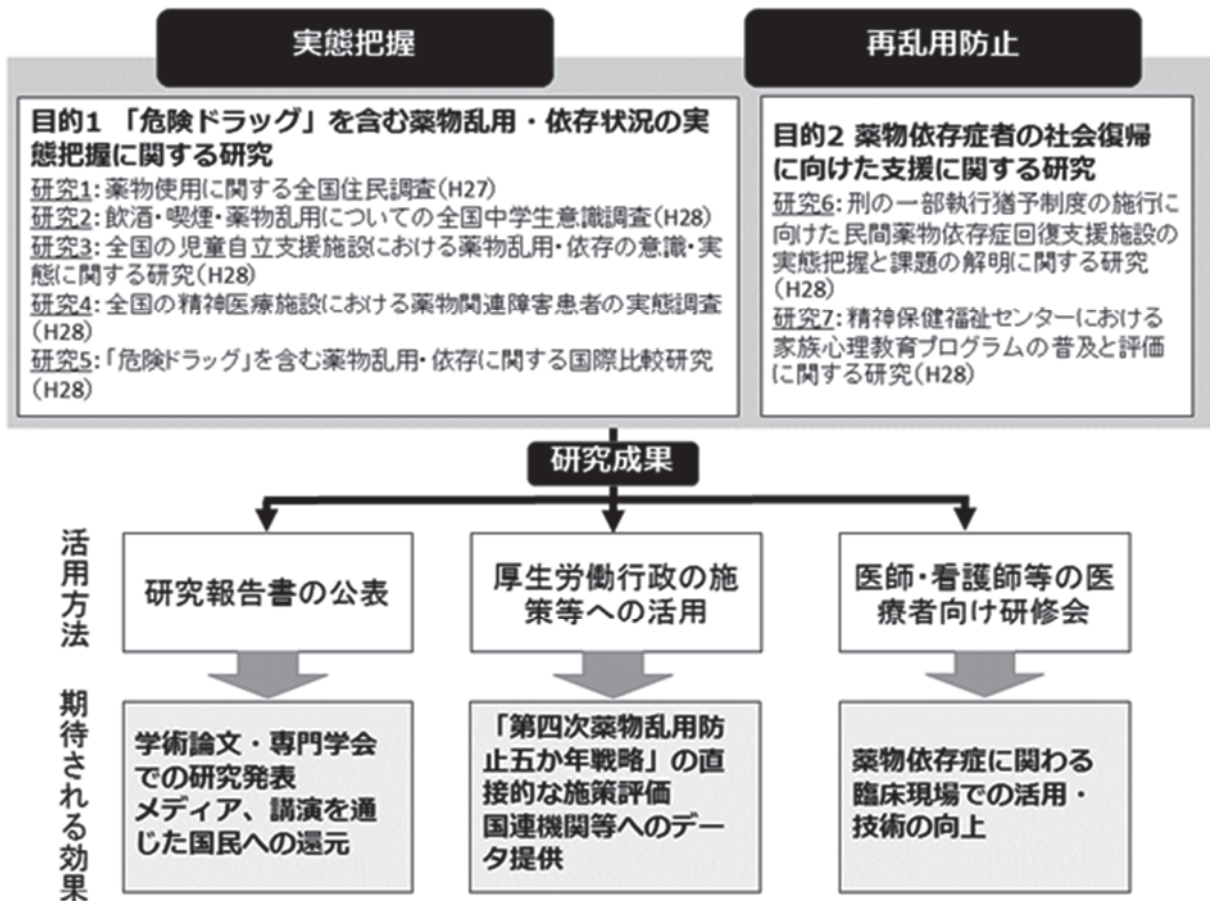 実態把握
目的1 「危険ドラッグ」を含む薬物乱用・依存状況の実
態把握に関する研究
研究1: 薬物使用に関する全国住民調査(H27)
研究2: 飲酒・喫煙・薬物乱用についての全国中学生意識調査(H28)
研究3: 全国の児童自立支援施設における薬物乱用・依存の意識・実
態に関する研究(H28)
研究4: 全国の精神医療施設における薬物関連障害患者の実態調査
(H28)
研究5: 「危険ドラッグ」を含む薬物乱用・依存に関する国際比較研究
(H28)
再乱用防止
目的2 薬物依存症者の社会復帰
に向けた支援に関する研究
研究6: 刑の一部執行猶予制度の施行に
向けた民間薬物依存症回復支援施設の
実態把握と課題の解明に関する研究
(H28)
研究7: 精神保健福祉センターにおける
家族心理教育プログラムの普及と評価
に関する研究(H28)
研究成果
活用方法
研究報告書の公表
厚生労働行政の施
策等への活用
医師・看護師等の医
療者向け研修会
期待される効果
学術論文・専門学会
での研究発表
メディア、講演を通
じた国民への還元
「第四次薬物乱用防
止五か年戦略」の直
接的な施策評価
国連機関等へのデー
タ提供
薬物依存症に関わる
臨床現場での活用・
技術の向上